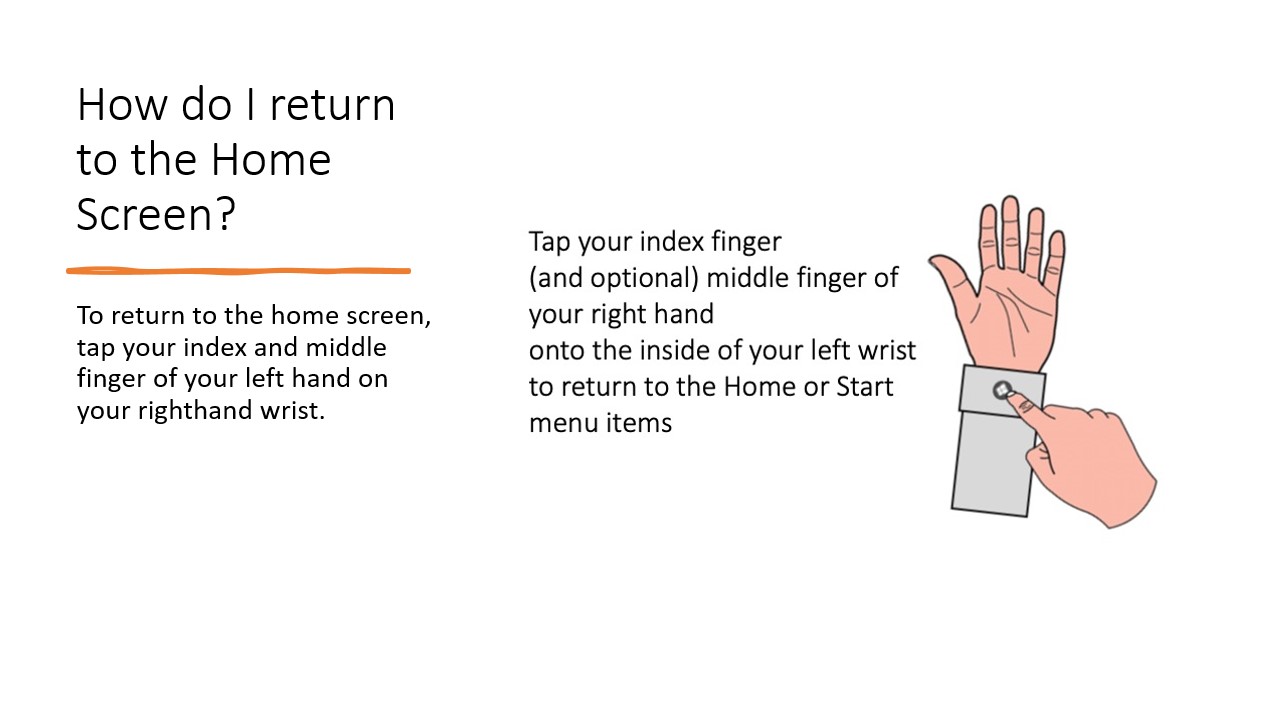 How do I return
to the Home
Screen?
To return to the home screen,
tap your index and middle
finger of your left hand on
your righthand wrist.
Tap your index finger
(and optional) middle finger of
your right hand
onto the inside of your left wrist
to return to the Home or Start
menu items